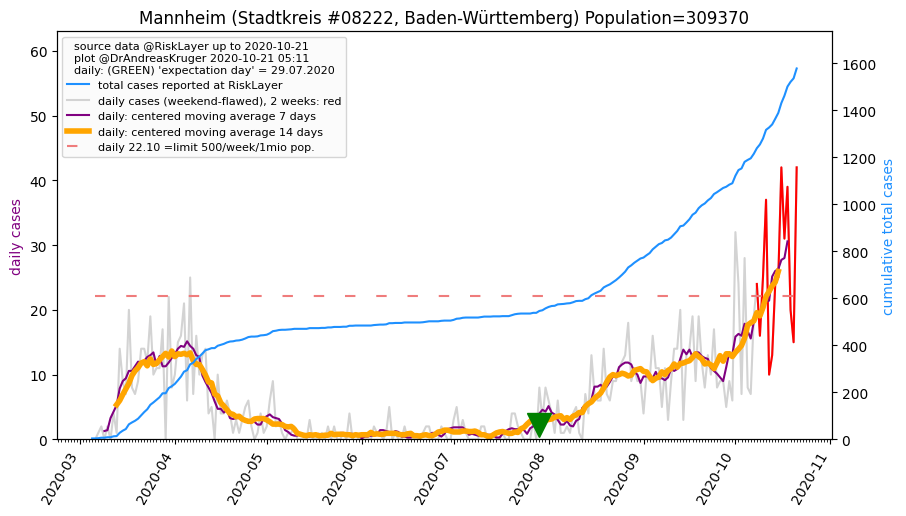 Mannheim (Stadtkreis #08222, Baden-Württemberg) Population=309370
source data @RiskLayer up to 2020-10-21
plot @DrAndreasKruger 2020-10-21 05:11
daily: (GREEN) 'expectation day' = 29.07.2020
total cases reported at RiskLayer
daily cases (weekend-flawed), 2 weeks: red
daily: centered moving average 7 days
daily: centered moving average 14 days
daily 22.10 =limit 500/week/1mio pop.
daily cases
60
50
40
30
20
10
0
cumulative total cases
1600
1400
1200
1000
800
600
400
200
0
2020-03
2020-04
2020-05
2020-06
2020-07
2020-08
2020-09
2020-10
2020-11